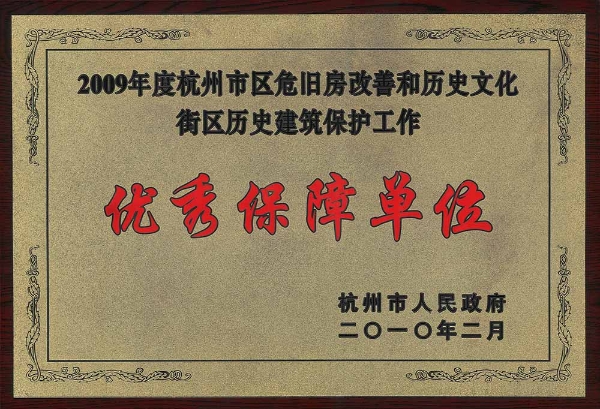 2009年度杭州市区危旧房改善和历史文化
街区历史建筑保护工作
优秀保障单位
杭州市人民政府
二〇一〇年二月